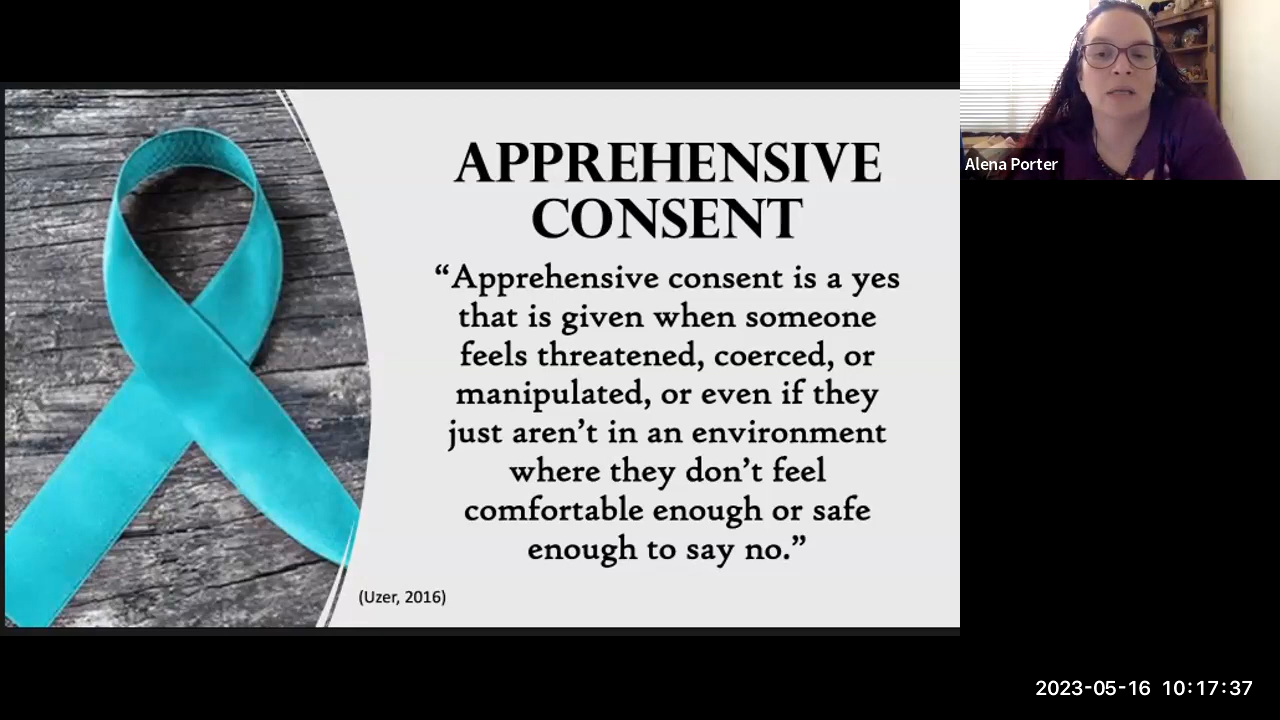 APPREHENSIVE
CONSENT
“Apprehensive consent is a yes
that is given when someone
feels threatened, coerced, or
manipulated, or even if they
just aren’t in an environment
where they don’t feel
comfortable enough or safe
enough to say no.”
(Uzer, 2016)
Alena Porter
2023-05-16 10:17:37